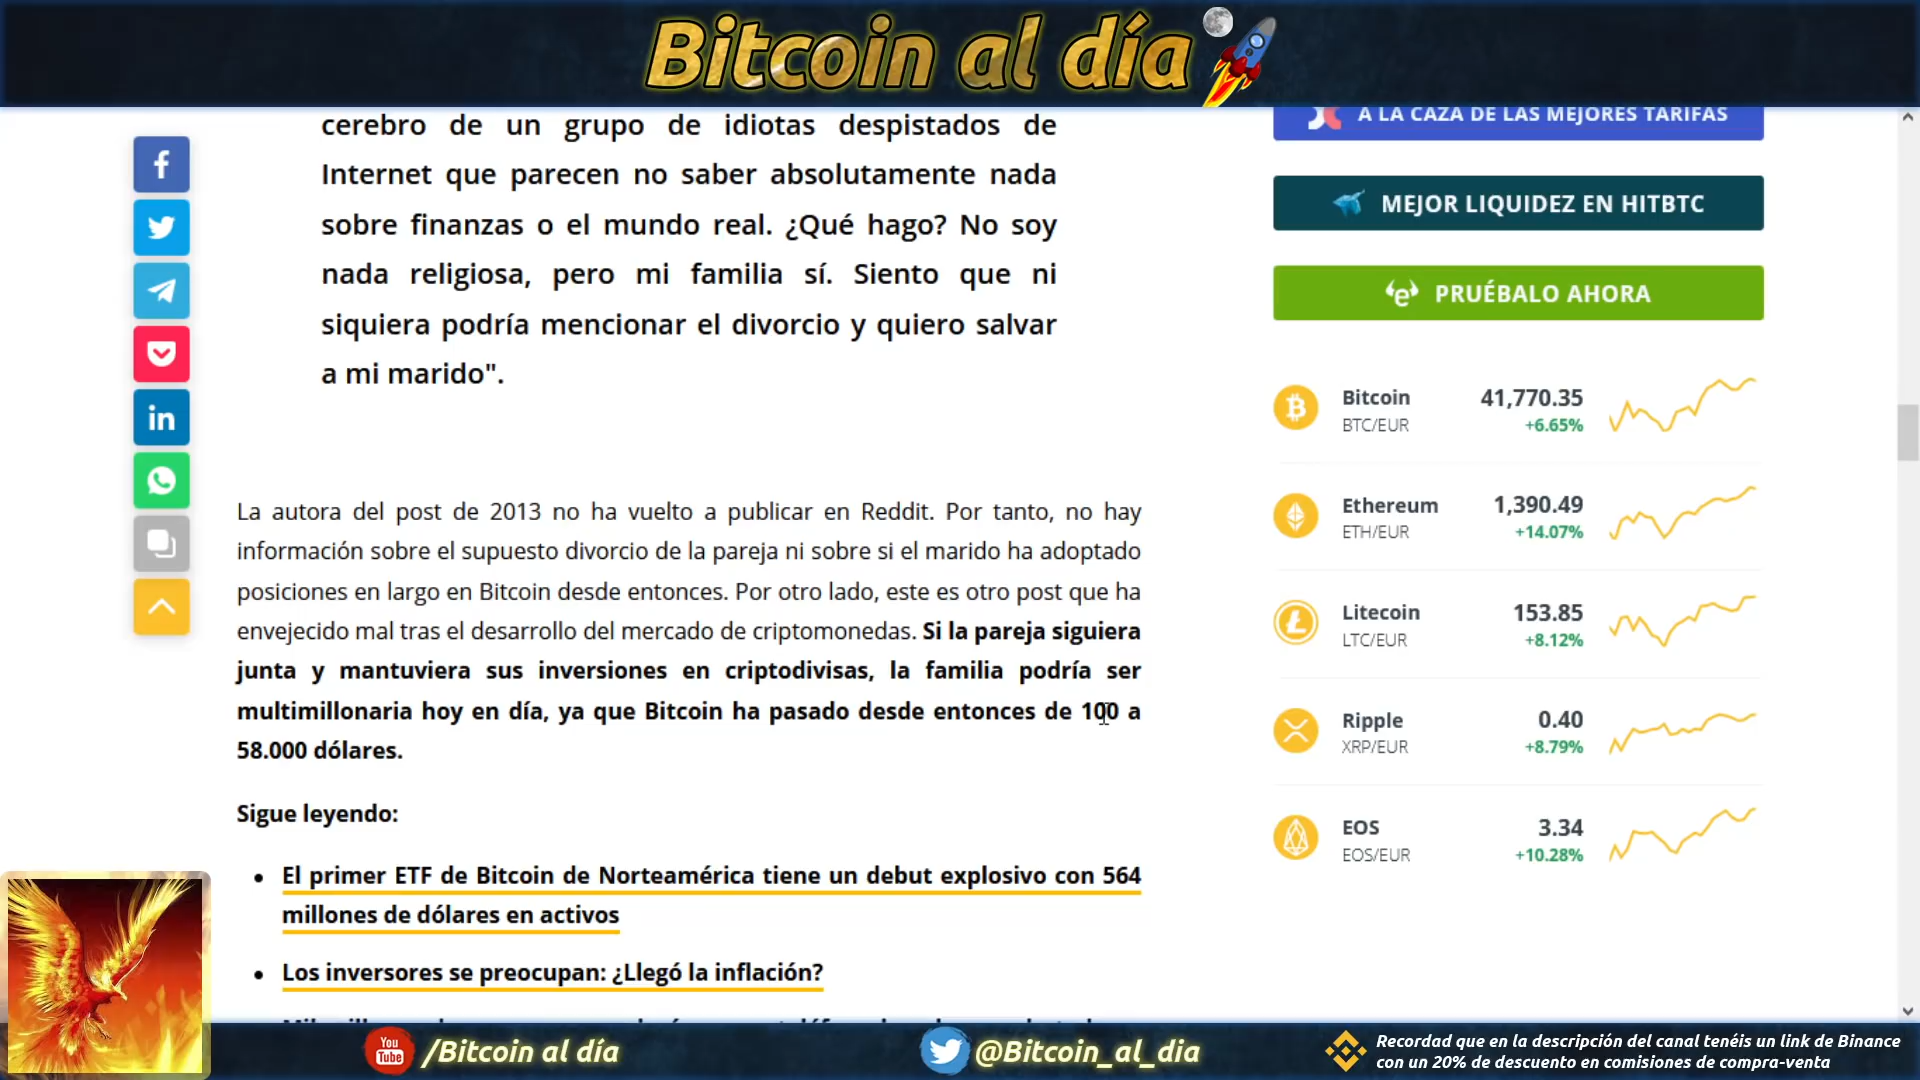 Bitcoin al día
cerebro de un grupo de idiotas despistados de
Internet que parecen no saber absolutamente nada
sobre finanzas o el mundo real. ¿Qué hago? No soy
nada religiosa, pero mi familia sí. Siento que ni
siquiera podría mencionar el divorcio y quiero salvar
a mi marido".
La autora del post de 2013 no ha vuelto a publicar en Reddit. Por tanto, no hay
información sobre el supuesto divorcio de la pareja ni sobre si el marido ha adoptado
posiciones en largo en Bitcoin desde entonces. Por otro lado, este es otro post que ha
envejecido mal tras el desarrollo del mercado de criptomonedas. Si la pareja siguiera
junta y mantuviera sus inversiones en criptodivisas, la familia podría ser
multimillonaria hoy en día, ya que Bitcoin ha pasado desde entonces de 100 a
58.000 dólares.
Sigue leyendo:
El primer ETF de Bitcoin de Norteamérica tiene un debut explosivo con 564
millones de dólares en activos
Los inversores se preocupan: ¿Llegó la inflación?
A LA CAZA DE LAS MEJORES TARIFAS
MEJOR LIQUIDEZ EN HITBTC
PRUÉBALO AHORA
Bitcoin 41,770.35
BTC/EUR +6.65%
Ethereum 1,390.49
ETH/EUR +14.07%
Litecoin 153.85
LTC/EUR +8.12%
Ripple 0.40
XRP/EUR +8.79%
EOS 3.34
EOS/EUR +10.28%
You Tube /Bitcoin al día
@Bitcoin_al_dia
Recordad que en la descripción del canal tenéis un link de Binance
con un 20% de descuento en comisiones de compra-venta